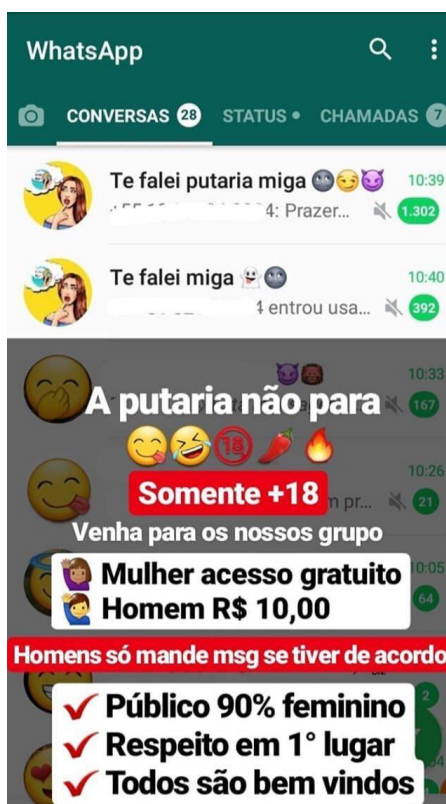 WhatsApp
CONVERSAS 28 STATUS • CHAMADAS 7
Te falei putaria miga 🌚😏😈 10:39
4: Prazer... 1.302
Te falei miga 👻🌚 10:40
4 entrou usa... 392
10:33
A putaria não para 167
😋🤣🔞🌶️🔥
10:26
Somente +18 m pr... 21
Venha para os nossos grupo
10:05
🙋🏽‍♀️ Mulher acesso gratuito 64
🙋‍♂️ Homem R$ 10,00
Homens só mande msg se tiver de acordo
✓ Público 90% feminino 2
✓ Respeito em 1° lugar
✓ Todos são bem vindos